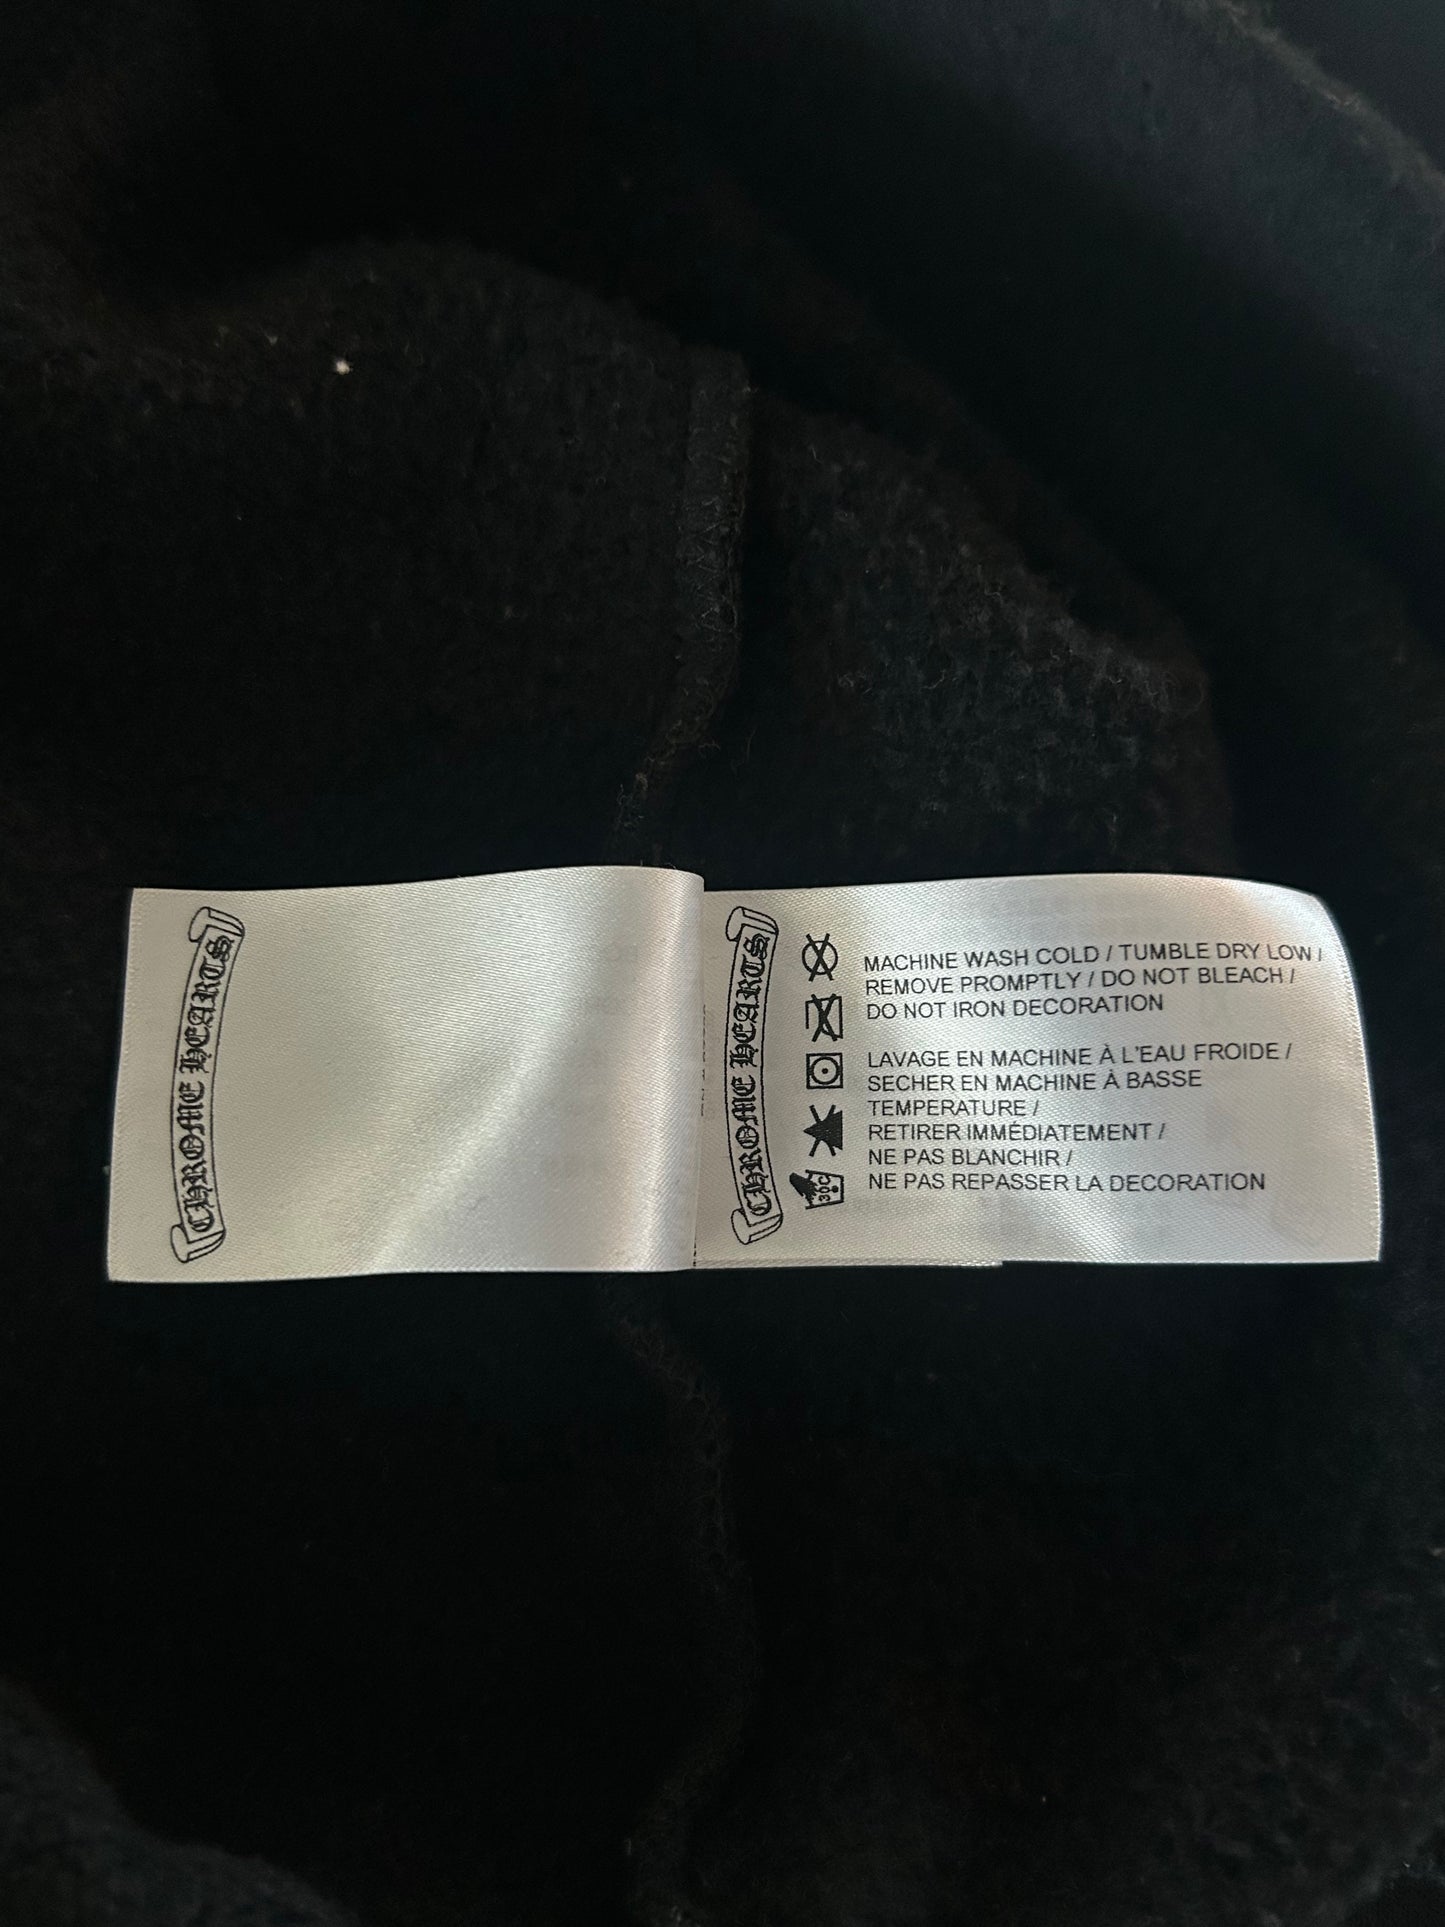 CHROME HEARTS
CHROME HEARTS
MACHINE WASH COLD / TUMBLE DRY LOW /
REMOVE PROMPTLY / DO NOT BLEACH /
DO NOT IRON DECORATION
LAVAGE EN MACHINE À L'EAU FROIDE /
SECHER EN MACHINE À BASSE
TEMPERATURE /
RETIRER IMMÉDIATEMENT /
NE PAS BLANCHIR /
NE PAS REPASSER LA DECORATION
30C